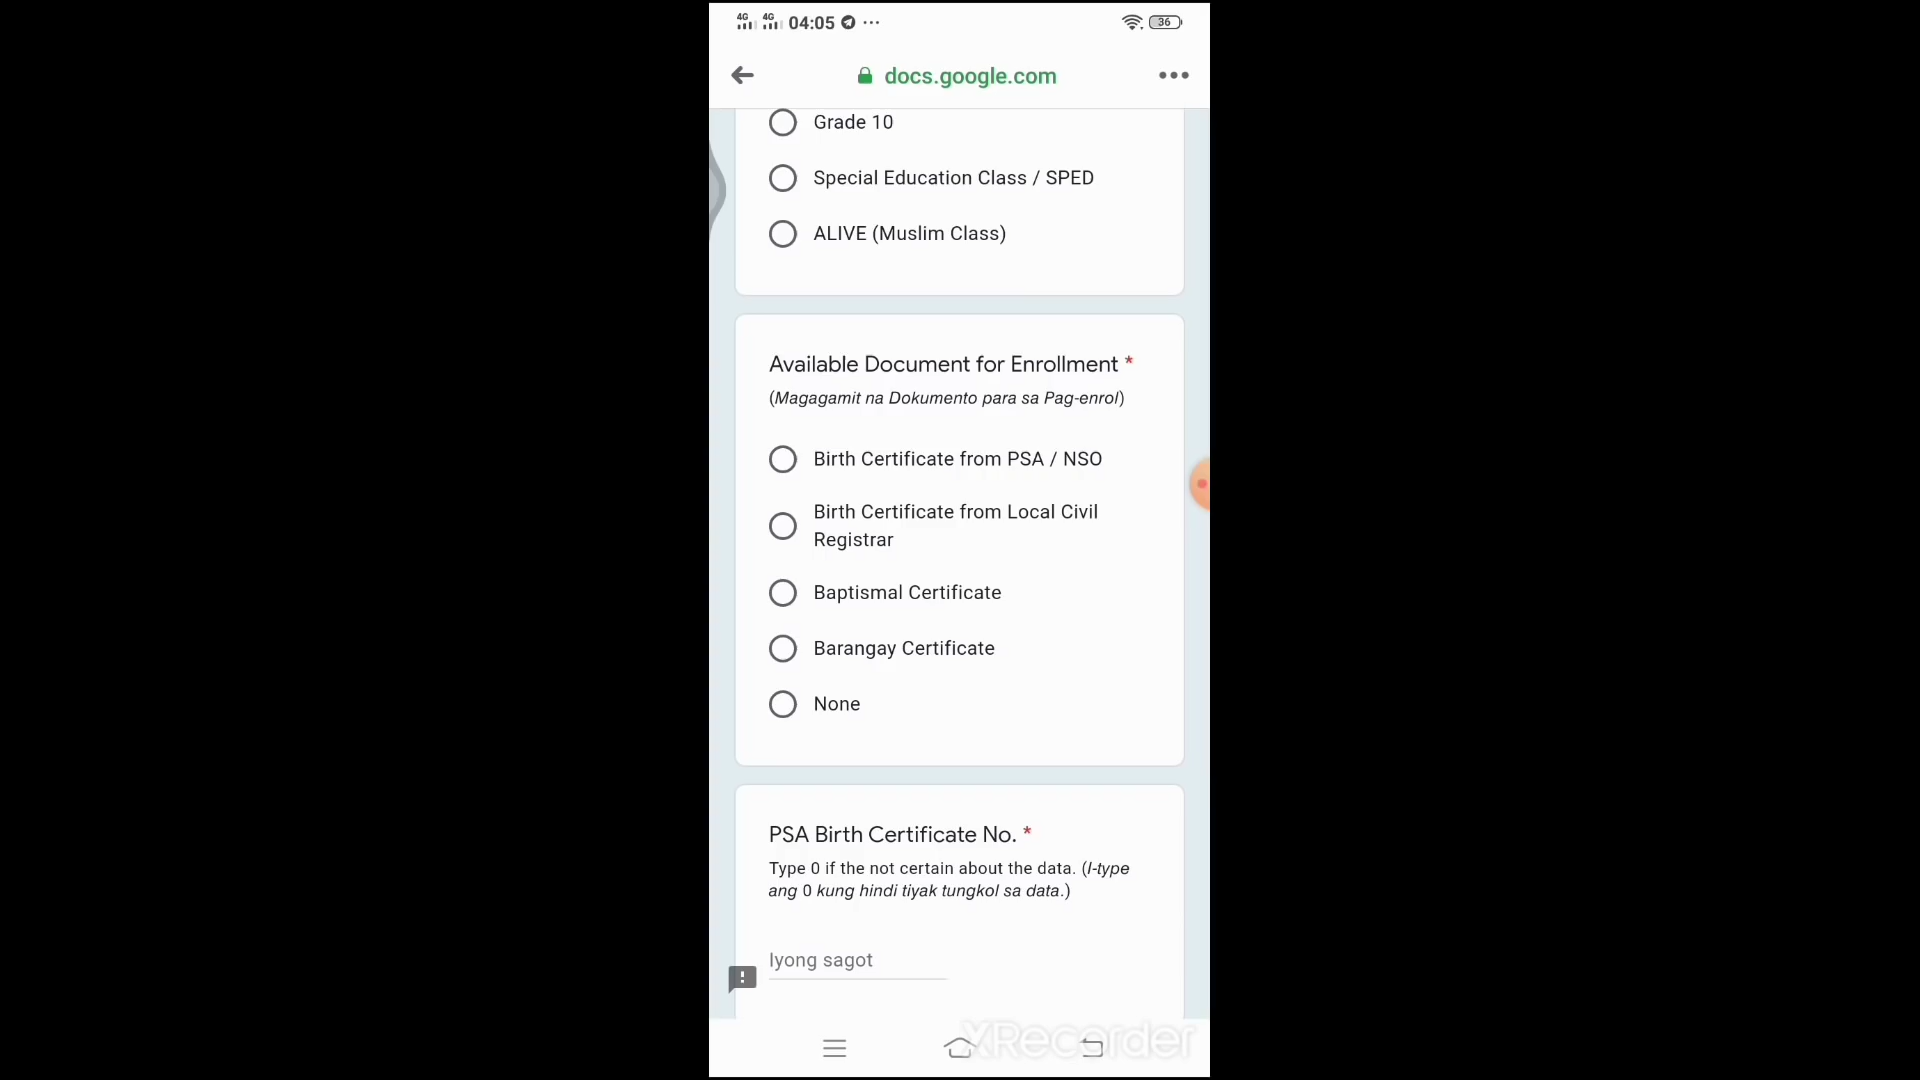 4G 4G 04:05 36
docs.google.com
Grade 10
Special Education Class / SPED
ALIVE (Muslim Class)
Available Document for Enrollment *
(Magagamit na Dokumento para sa Pag-enrol)
Birth Certificate from PSA / NSO
Birth Certificate from Local Civil
Registrar
Baptismal Certificate
Barangay Certificate
None
PSA Birth Certificate No. *
Type 0 if the not certain about the data. (I-type
ang 0 kung hindi tiyak tungkol sa data.)
Iyong sagot
XRecorder